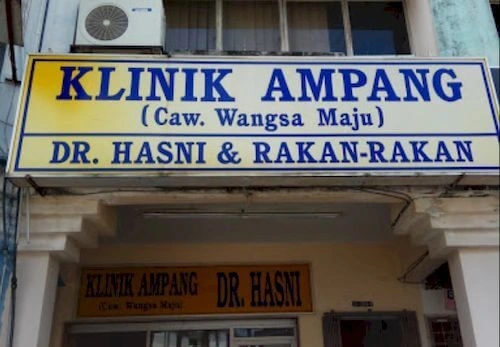 KLINIK AMPANG
(Caw. Wangsa Maju)
DR. HASNI & RAKAN-RAKAN
KLINIK AMPANG DR. HASNI
(Caw. Wangsa Maju)